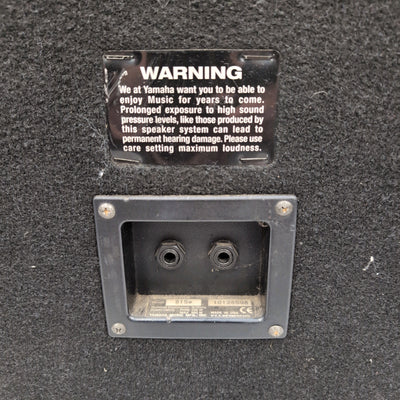 WARNING
We at Yamaha want you to be able to
enjoy Music for years to come.
Prolonged exposure to high sound
pressure levels, like those produced by
this speaker system can lead to
permanent hearing damage. Please use
care setting maximum loudness.
CE